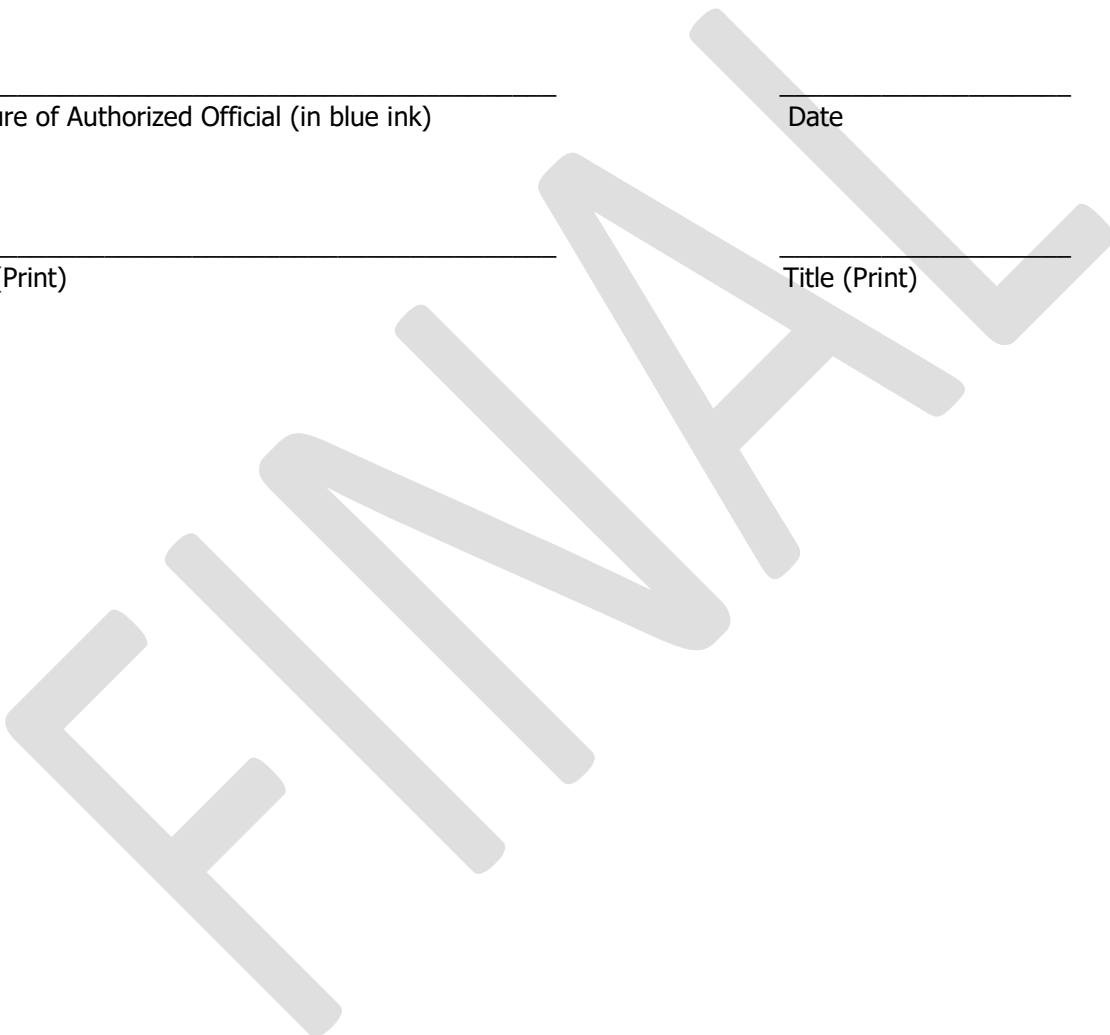 ure of Authorized Official (in blue ink) Date
(Print) Title (Print)
FINAL